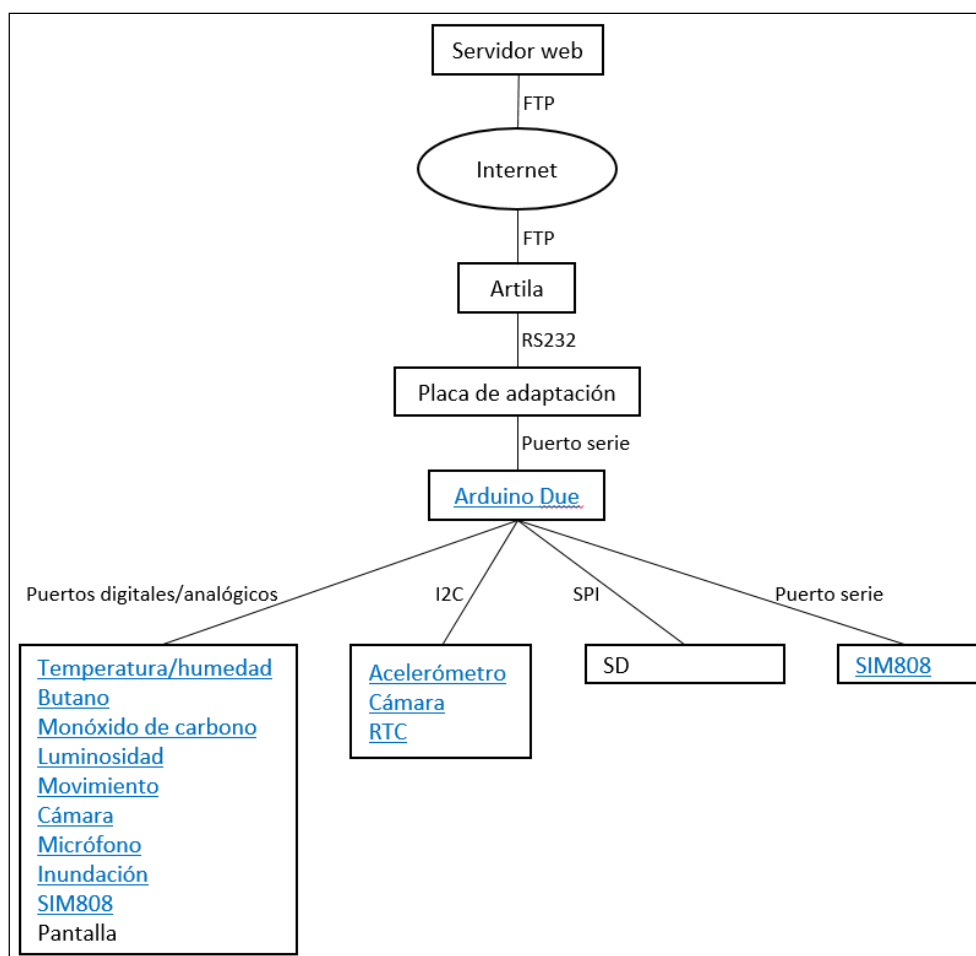 Servidor web
FTP
Internet
FTP
Artila
RS232
Placa de adaptación
Puerto serie
Arduino Due
Puertos digitales/analógicos
I2C
SPI
Puerto serie
Temperatura/humedad
Butano
Monóxido de carbono
Luminosidad
Movimiento
Cámara
Micrófono
Inundación
SIM808
Pantalla
Acelerómetro
Cámara
RTC
SD
SIM808